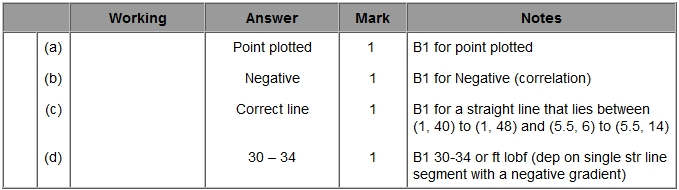 Working Answer Mark Notes
(a) Point plotted 1 B1 for point plotted
(b) Negative 1 B1 for Negative (correlation)
(c) Correct line 1 B1 for a straight line that lies between
(1, 40) to (1, 48) and (5.5, 6) to (5.5, 14)
(d) 30 – 34 1 B1 30-34 or ft lobf (dep on single str line
segment with a negative gradient)